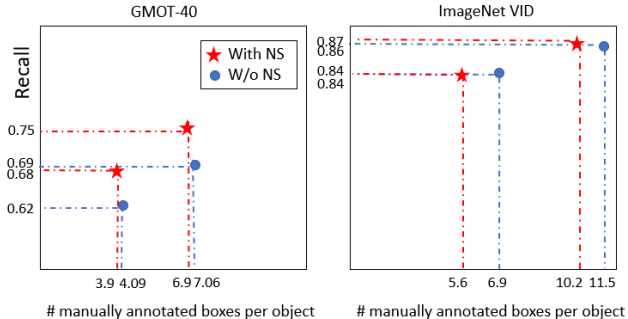 GMOT-40
Recall
With NS
W/o NS
0.75
0.69
0.68
0.62
3.9 4.09 6.97.06
# manually annotated boxes per object
ImageNet VID
0.87
0.86
0.84
0.84
5.6 6.9 10.2 11.5
# manually annotated boxes per object